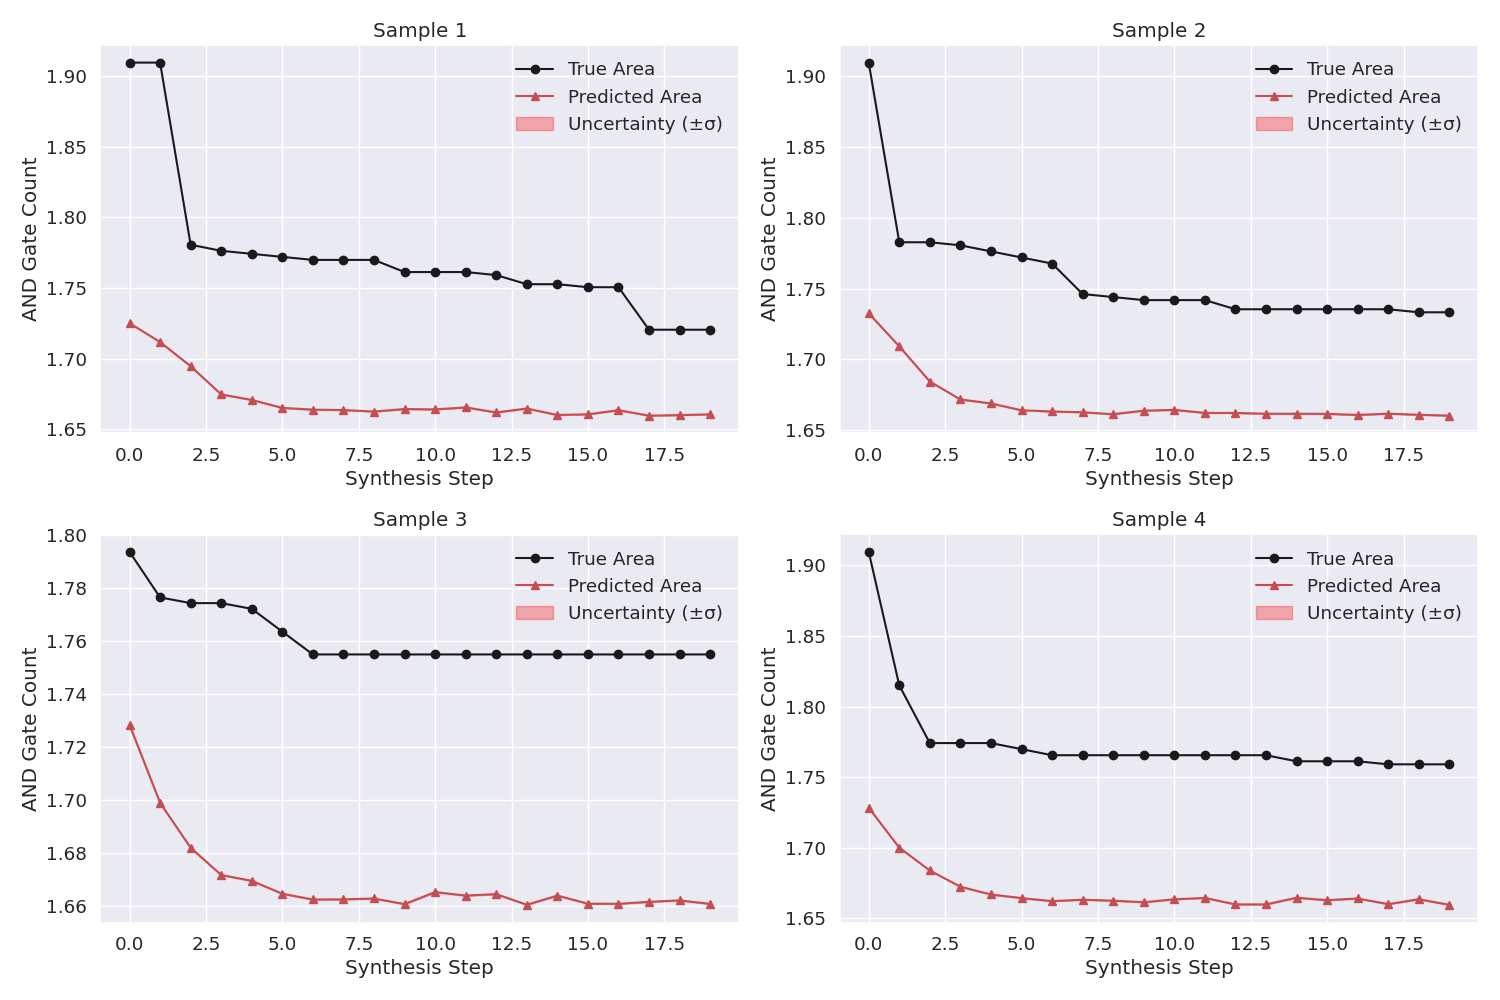 Sample 1
AND Gate Count
1.90
1.85
1.80
1.75
1.70
1.65
True Area
Predicted Area
Uncertainty (±σ)
0.0 2.5 5.0 7.5 10.0 12.5 15.0 17.5
Synthesis Step
Sample 2
AND Gate Count
1.90
1.85
1.80
1.75
1.70
1.65
True Area
Predicted Area
Uncertainty (±σ)
0.0 2.5 5.0 7.5 10.0 12.5 15.0 17.5
Synthesis Step
Sample 3
AND Gate Count
1.80
1.78
1.76
1.74
1.72
1.70
1.68
1.66
True Area
Predicted Area
Uncertainty (±σ)
0.0 2.5 5.0 7.5 10.0 12.5 15.0 17.5
Synthesis Step
Sample 4
AND Gate Count
1.90
1.85
1.80
1.75
1.70
1.65
True Area
Predicted Area
Uncertainty (±σ)
0.0 2.5 5.0 7.5 10.0 12.5 15.0 17.5
Synthesis Step